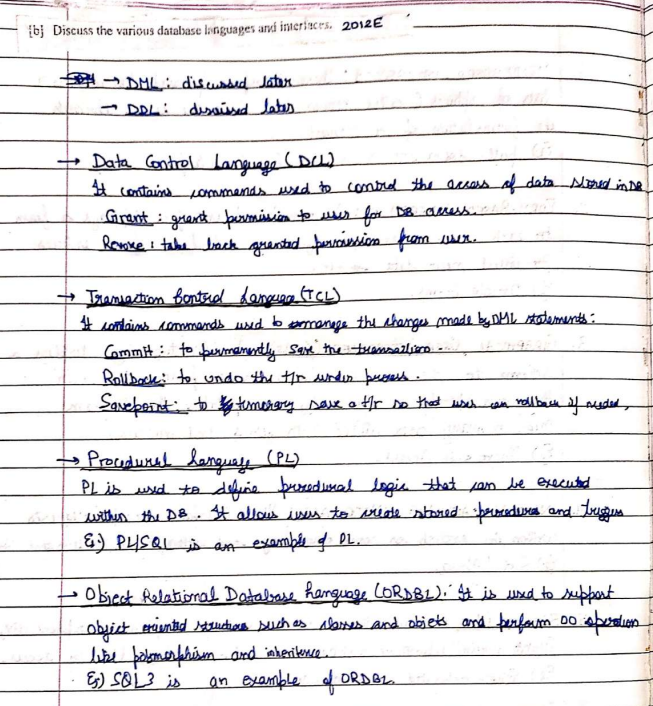 [b] Discuss the various database languages and interfaces. 2012E
→ DML : discussed later
→ DDL : discussed later
→ Data Control Language (DCL)
It contains commands used to control the access of data stored in DB
Grant : grant permission to user for DB access.
Revoke : take back granted permission from user.
→ Transaction Control Language (TCL)
It contains commands used to manage the changes made by DML statements :
Commit : to permanently save the transaction.
Rollback : to undo the t/r under process.
Savepoint : to temerary save a t/r so that user can rollback if needed,
→ Procedural Language (PL)
PL is used to define procedural logic that can be executed
within the DB. It allows users to create stored procedures and triggers
Eg) PL/SQL is an example of PL.
→ Object Relational Database Language (ORDBL). It is used to support
object oriented structure such as classes and objets and perform OO operation
like polymorphism and inheritence.
Eg) SQL3 is an example of ORDBL.